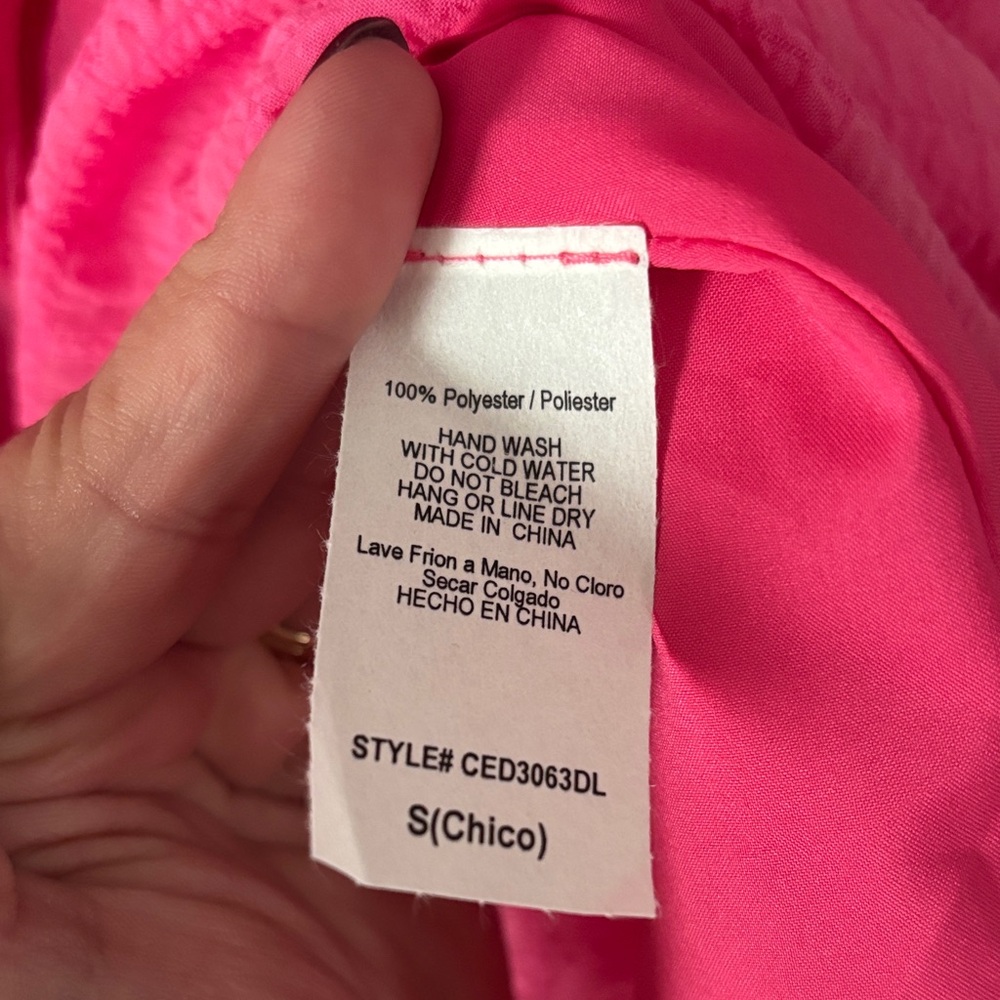 100% Polyester / Poliester
HAND WASH
WITH COLD WATER
DO NOT BLEACH
HANG OR LINE DRY
MADE IN CHINA
Lave Frion a Mano, No Cloro
Secar Colgado
HECHO EN CHINA
STYLE# CED3063DL
S(Chico)